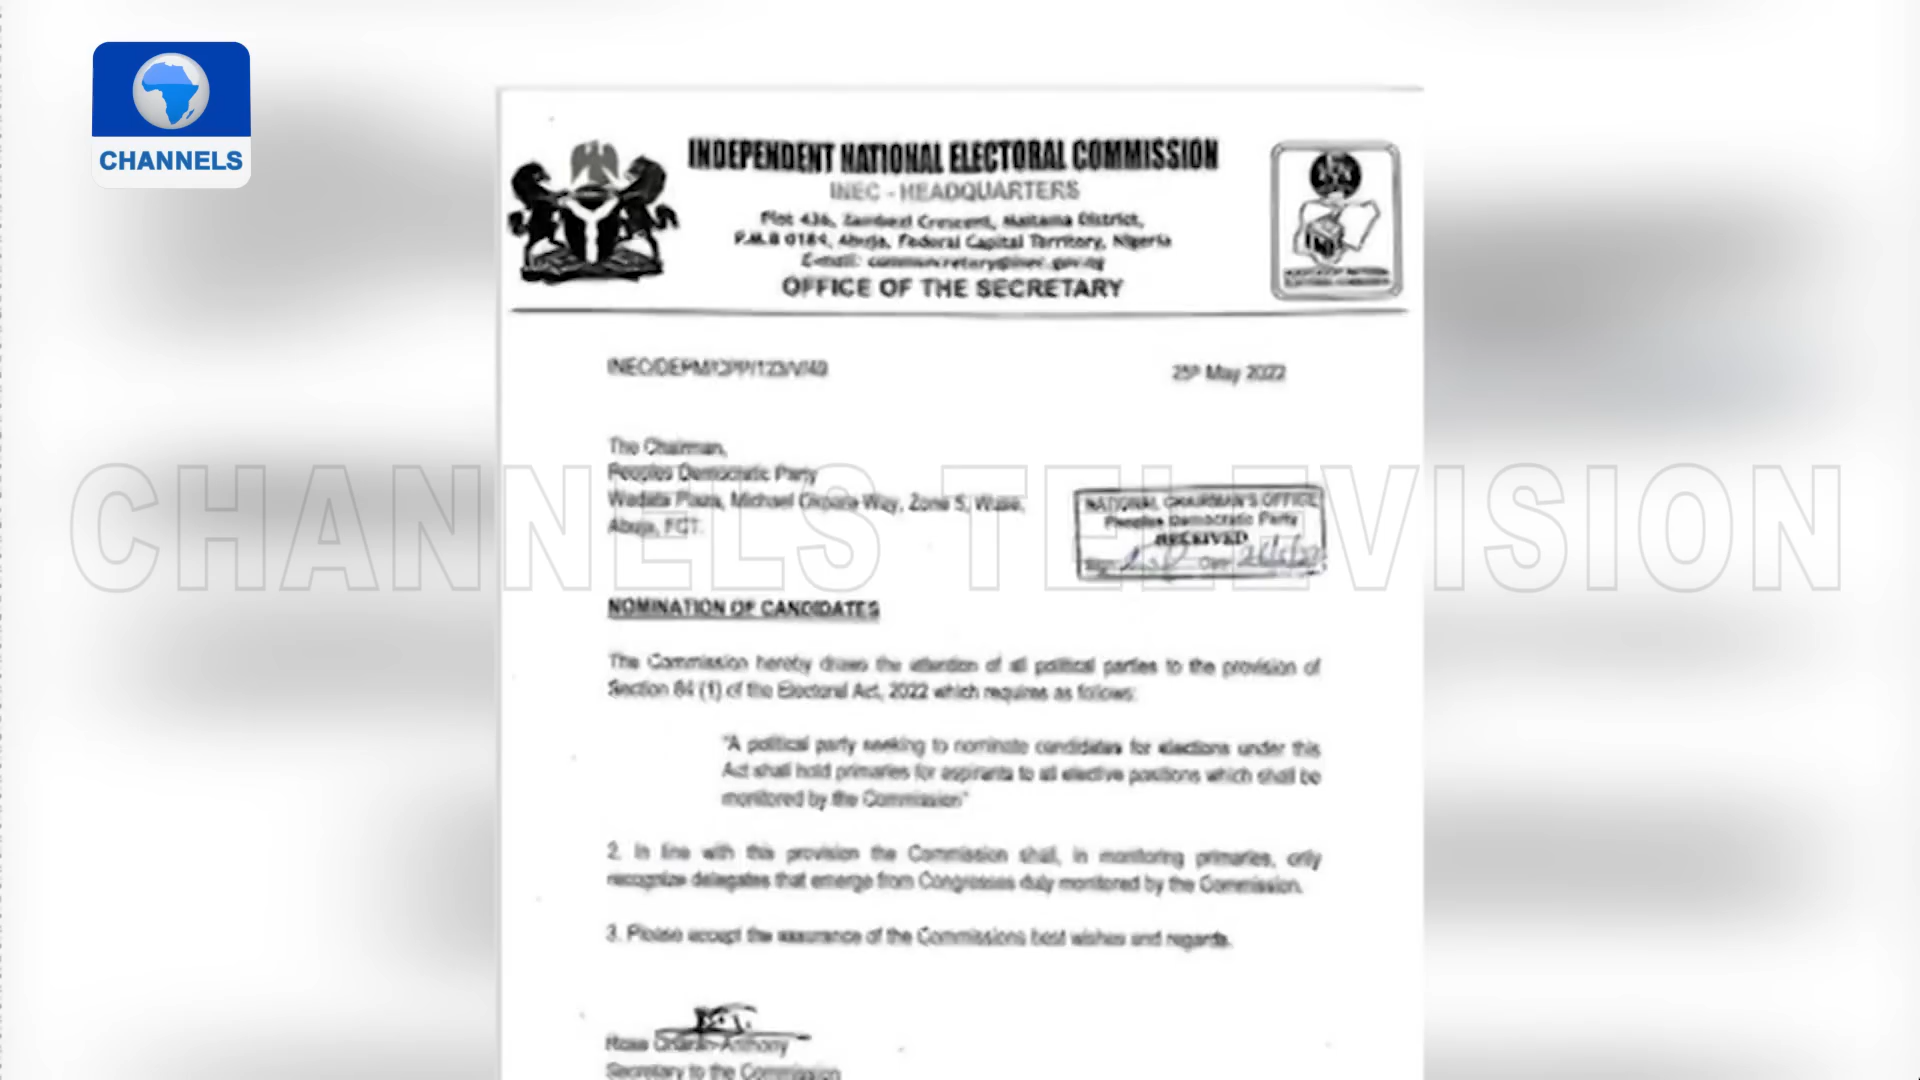 CHANNELS
INDEPENDENT NATIONAL ELECTORAL COMMISSION
INEC - HEADQUARTERS
Plot 436, Zambezi Crescent, Maitama District,
P.M.B 0184, Abuja, Federal Capital Territory, Nigeria
E-mail:
OFFICE OF THE SECRETARY
25th May 2022
The Chairman,
Peoples Democratic Party
Wadata Plaza, Michael Okpara Way, Zone 5, Wuse,
Abuja, FCT.
CHANNELS TELEVISION
NATIONAL CHAIRMAN'S OFFICE
Peoples Democratic Party
RECEIVED
Sign: Date
NOMINATION OF CANDIDATES
The Commission hereby draws the attention of all political parties to the provision of
Section 84 (1) of the Electoral Act, 2022 which requires as follows:
"A political party seeking to nominate candidates for elections under this
Act shall hold primaries for aspirants to all elective positions which shall be
monitored by the Commission"
2. In line with this provision the Commission shall, in monitoring primaries, only
recognize delegates that emerge from Congresses duly monitored by the Commission.
3. Please accept the assurance of the Commissions best wishes and regards.
Rose Oriaran-Anthony
Secretary to the Commission